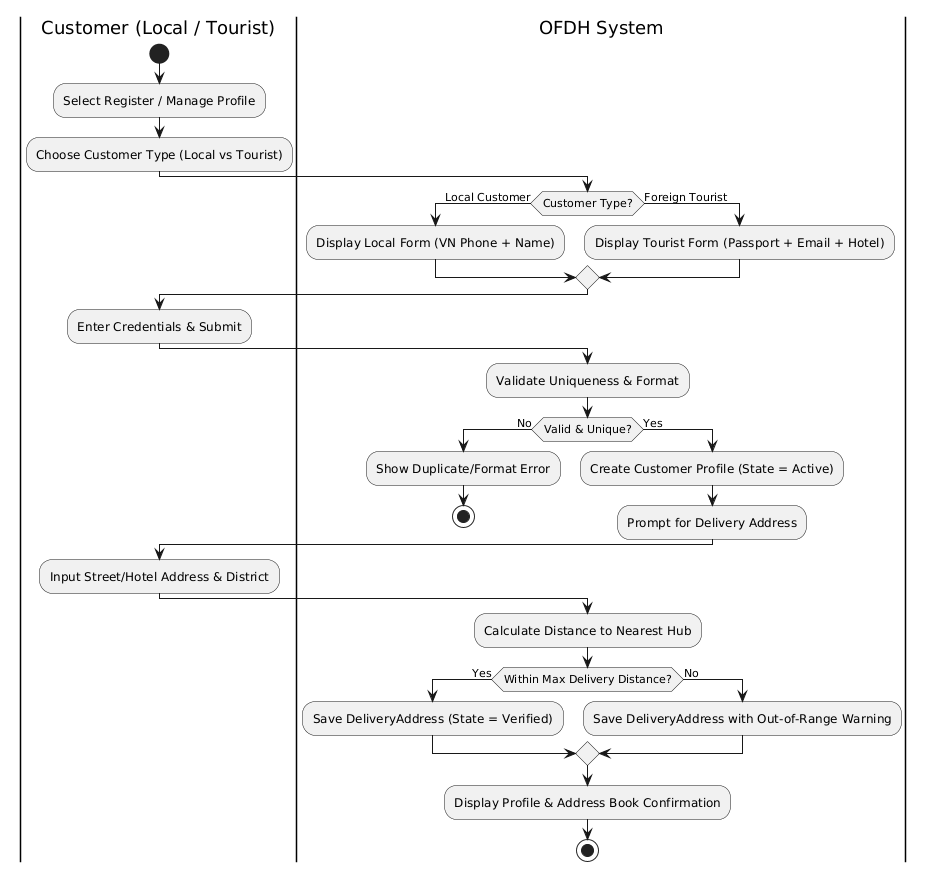 Customer (Local / Tourist)
OFDH System
Select Register / Manage Profile
Choose Customer Type (Local vs Tourist)
Local Customer
Customer Type?
Foreign Tourist
Display Local Form (VN Phone + Name)
Display Tourist Form (Passport + Email + Hotel)
Enter Credentials & Submit
Validate Uniqueness & Format
No
Valid & Unique?
Yes
Show Duplicate/Format Error
Create Customer Profile (State = Active)
Prompt for Delivery Address
Input Street/Hotel Address & District
Calculate Distance to Nearest Hub
Yes
Within Max Delivery Distance?
No
Save DeliveryAddress (State = Verified)
Save DeliveryAddress with Out-of-Range Warning
Display Profile & Address Book Confirmation